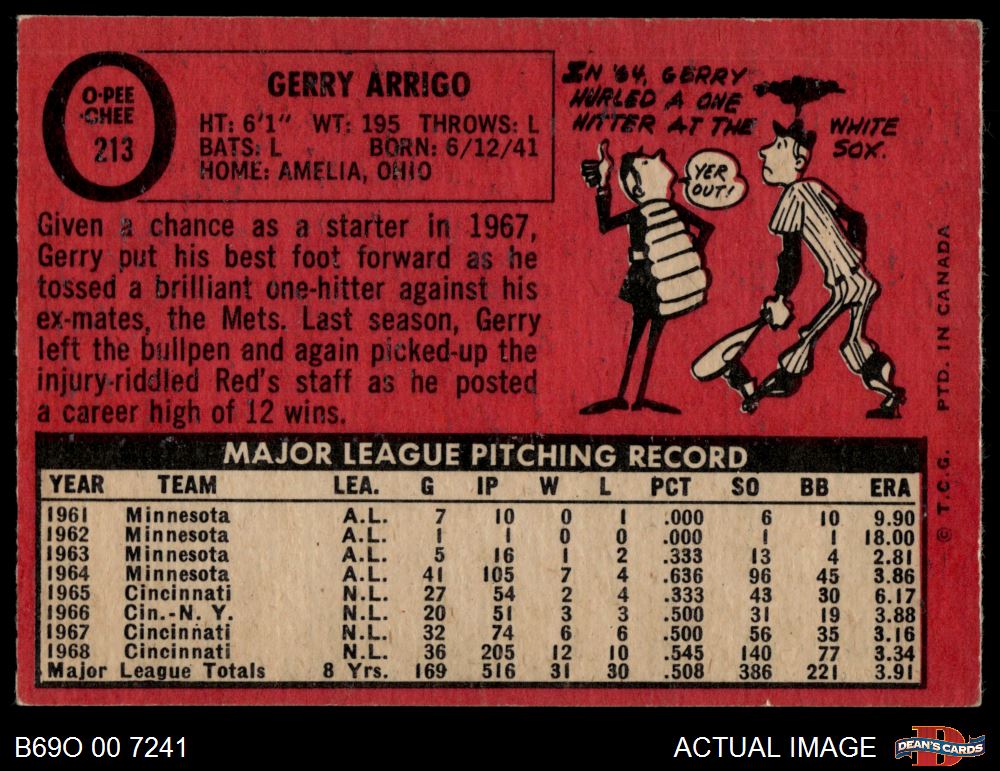 O-PEE
-CHEE
213
GERRY ARRIGO
HT: 6'1" WT: 195 THROWS: L
BATS: L BORN: 6/12/41
HOME: AMELIA, OHIO
IN '64, GERRY
HURLED A ONE
HITTER AT THE WHITE
SOX.
YER
OUT!
Given a chance as a starter in 1967,
Gerry put his best foot forward as he
tossed a brilliant one-hitter against his
ex-mates, the Mets. Last season, Gerry
left the bullpen and again picked-up the
injury-riddled Red's staff as he posted
a career high of 12 wins.
MAJOR LEAGUE PITCHING RECORD
YEAR TEAM LEA. G IP W L PCT SO BB ERA
1961 Minnesota A.L. 7 10 0 1 .000 6 10 9.90
1962 Minnesota A.L. 1 1 0 0 .000 1 1 18.00
1963 Minnesota A.L. 5 16 1 2 .333 13 4 2.81
1964 Minnesota A.L. 41 105 7 4 .636 96 45 3.86
1965 Cincinnati N.L. 27 54 2 4 .333 43 30 6.17
1966 Cin.-N. Y. N.L. 20 51 3 3 .500 31 19 3.88
1967 Cincinnati N.L. 32 74 6 6 .500 56 35 3.16
1968 Cincinnati N.L. 36 205 12 10 .545 140 77 3.34
Major League Totals 8 Yrs. 169 516 31 30 .508 386 221 3.91
© T.C.G. PTD. IN CANADA
B69O 00 7241
ACTUAL IMAGE
DEAN'S CARDS